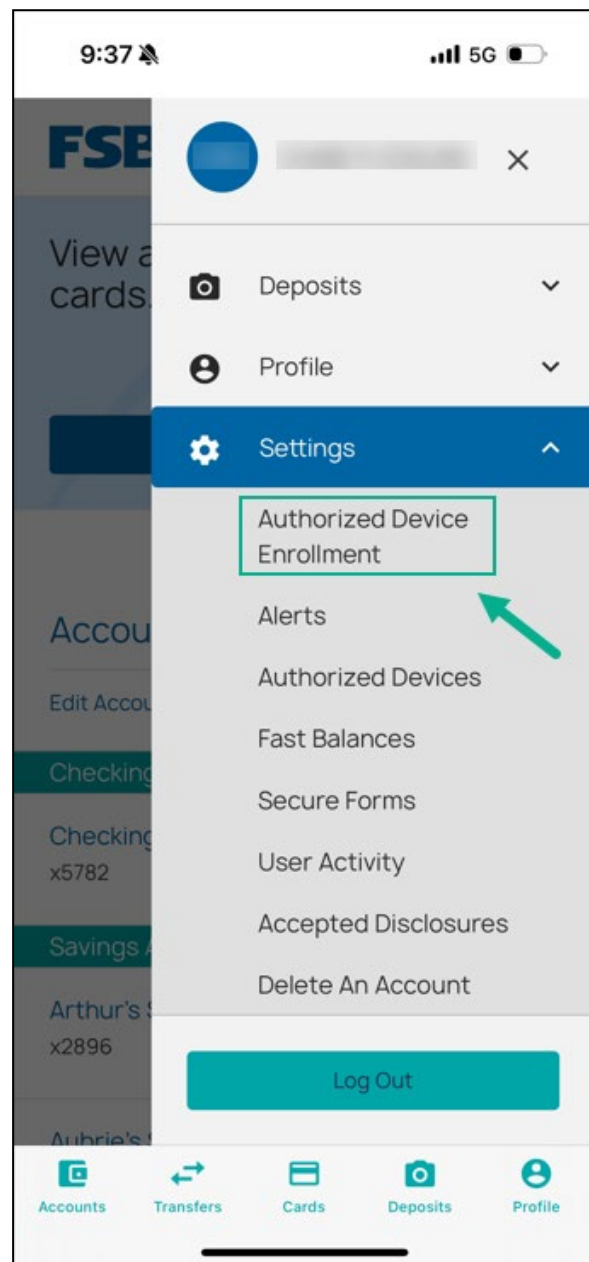 9:37
5G
FSB
View a
cards.
Deposits
Profile
Settings
Authorized Device
Enrollment
Alerts
Authorized Devices
Fast Balances
Secure Forms
User Activity
Accepted Disclosures
Delete An Account
Log Out
Accou
Edit Accou
Checking
Checking
x5782
Savings A
Arthur's S
x2896
Aubrie's S
Accounts
Transfers
Cards
Deposits
Profile